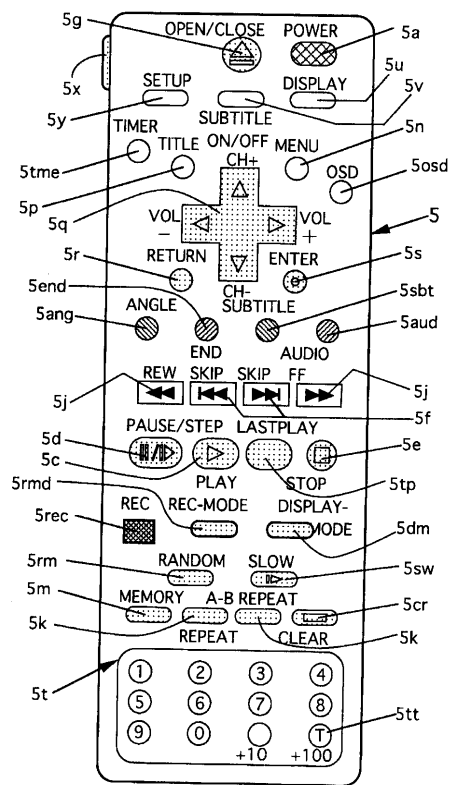 OPEN/CLOSE POWER
5g 5a
5x 5u
SETUP DISPLAY 5v
5y SUBTITLE
TIMER ON/OFF MENU 5n
5tme TITLE CH+ OSD 5osd
5p
5q VOL VOL 5
- +
5r RETURN ENTER 5s
5end CH-
ANGLE SUBTITLE 5sbt
5ang END AUDIO 5aud
REW SKIP SKIP FF
5j 5j
5f
PAUSE/STEP LASTPLAY
5d 5e
5c
PLAY STOP 5tp
5rmd REC REC-MODE DISPLAY-
5rec MODE 5dm
RANDOM SLOW
5rm 5sw
5m MEMORY A-B REPEAT 5cr
5k REPEAT CLEAR 5k
1 2 3 4
5t
5 6 7 8
9 0 T 5tt
+10 +100